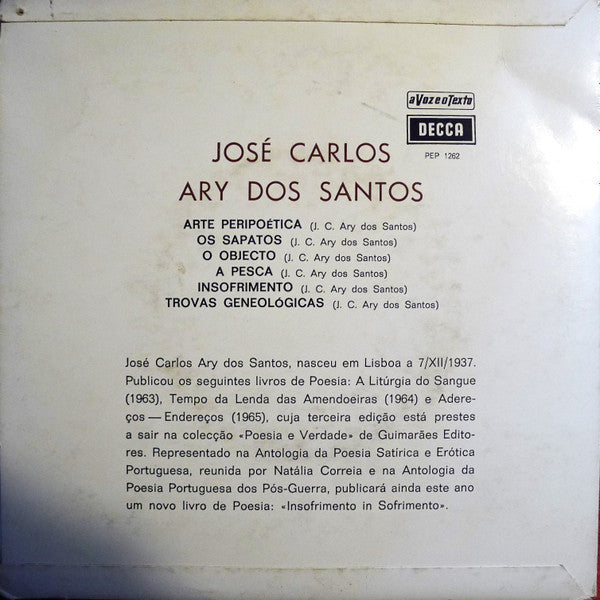 aVozeoTexto
DECCA
PEP 1262
JOSÉ CARLOS
ARY DOS SANTOS
ARTE PERIPOÉTICA (J. C. Ary dos Santos)
OS SAPATOS (J. C. Ary dos Santos)
O OBJECTO (J. C. Ary dos Santos)
A PESCA (J. C. Ary dos Santos)
INSOFRIMENTO (J. C. Ary dos Santos)
TROVAS GENEOLÓGICAS (J. C. Ary dos Santos)
José Carlos Ary dos Santos, nasceu em Lisboa a 7/XII/1937.
Publicou os seguintes livros de Poesia: A Litúrgia do Sangue
(1963), Tempo da Lenda das Amendoeiras (1964) e Adere-
ços — Endereços (1965), cuja terceira edição está prestes
a sair na colecção «Poesia e Verdade» de Guimarães Edito-
res. Representado na Antologia da Poesia Satírica e Erótica
Portuguesa, reunida por Natália Correia e na Antologia da
Poesia Portuguesa dos Pós-Guerra, publicará ainda este ano
um novo livro de Poesia: «Insofrimento in Sofrimento».